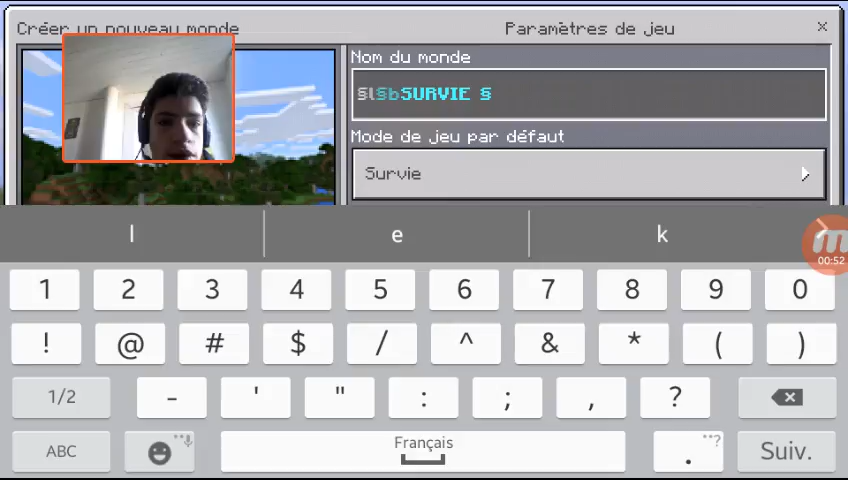 Créer un nouveau monde
Paramètres de jeu
Nom du monde
§l§bSURVIE §
Mode de jeu par défaut
Survie
l e k
00:52
1 2 3 4 5 6 7 8 9 0
! @ # $ / ^ & * ( )
1/2 - ' " : ; , ?
ABC Français . **? Suiv.